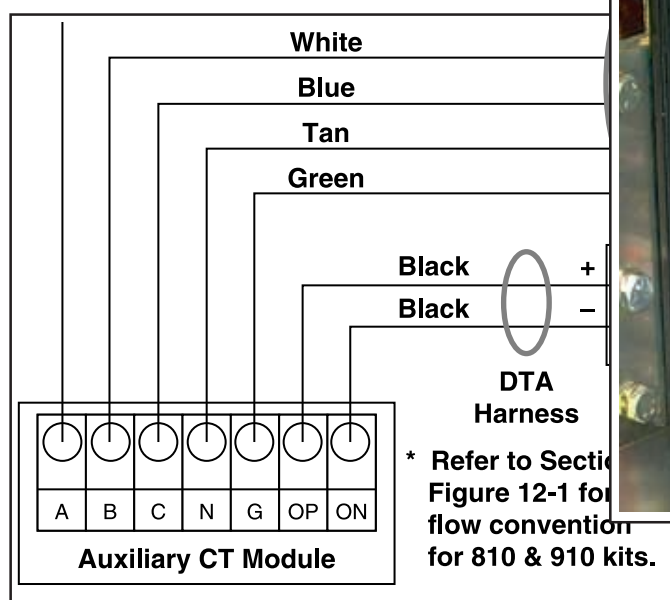 White
Blue
Tan
Green
Black +
Black –
DTA
Harness
* Refer to
Figure 12-1
flow convention
for 810 & 910 kits.
A B C N G OP ON
Auxiliary CT Module